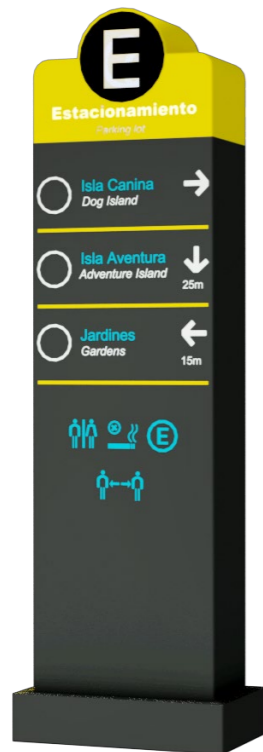 E
Estacionamiento
Parking lot
Isla Canina
Dog Island
Isla Aventura
Adventure Island
25m
Jardines
Gardens
15m
E